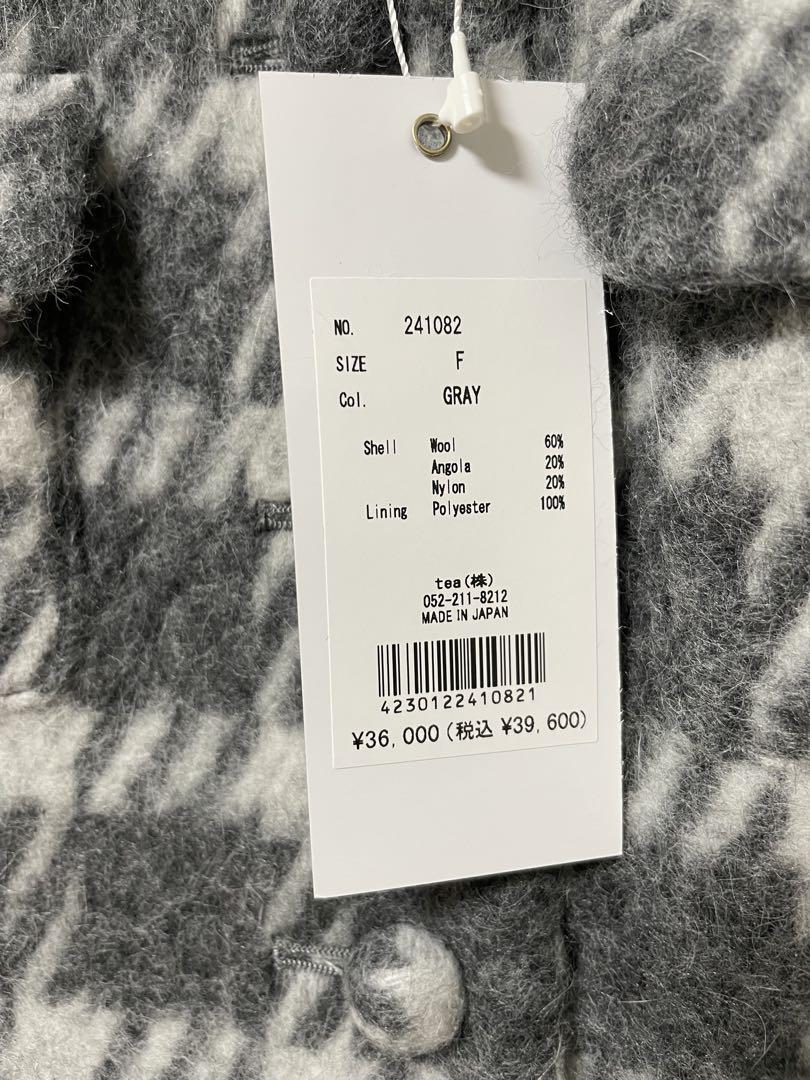 NO. 241082
SIZE F
Col. GRAY
Shell Wool 60%
Angola 20%
Nylon 20%
Lining Polyester 100%
tea(株)
052-211-8212
MADE IN JAPAN
4230122410821
¥36,000(税込 ¥39,600)